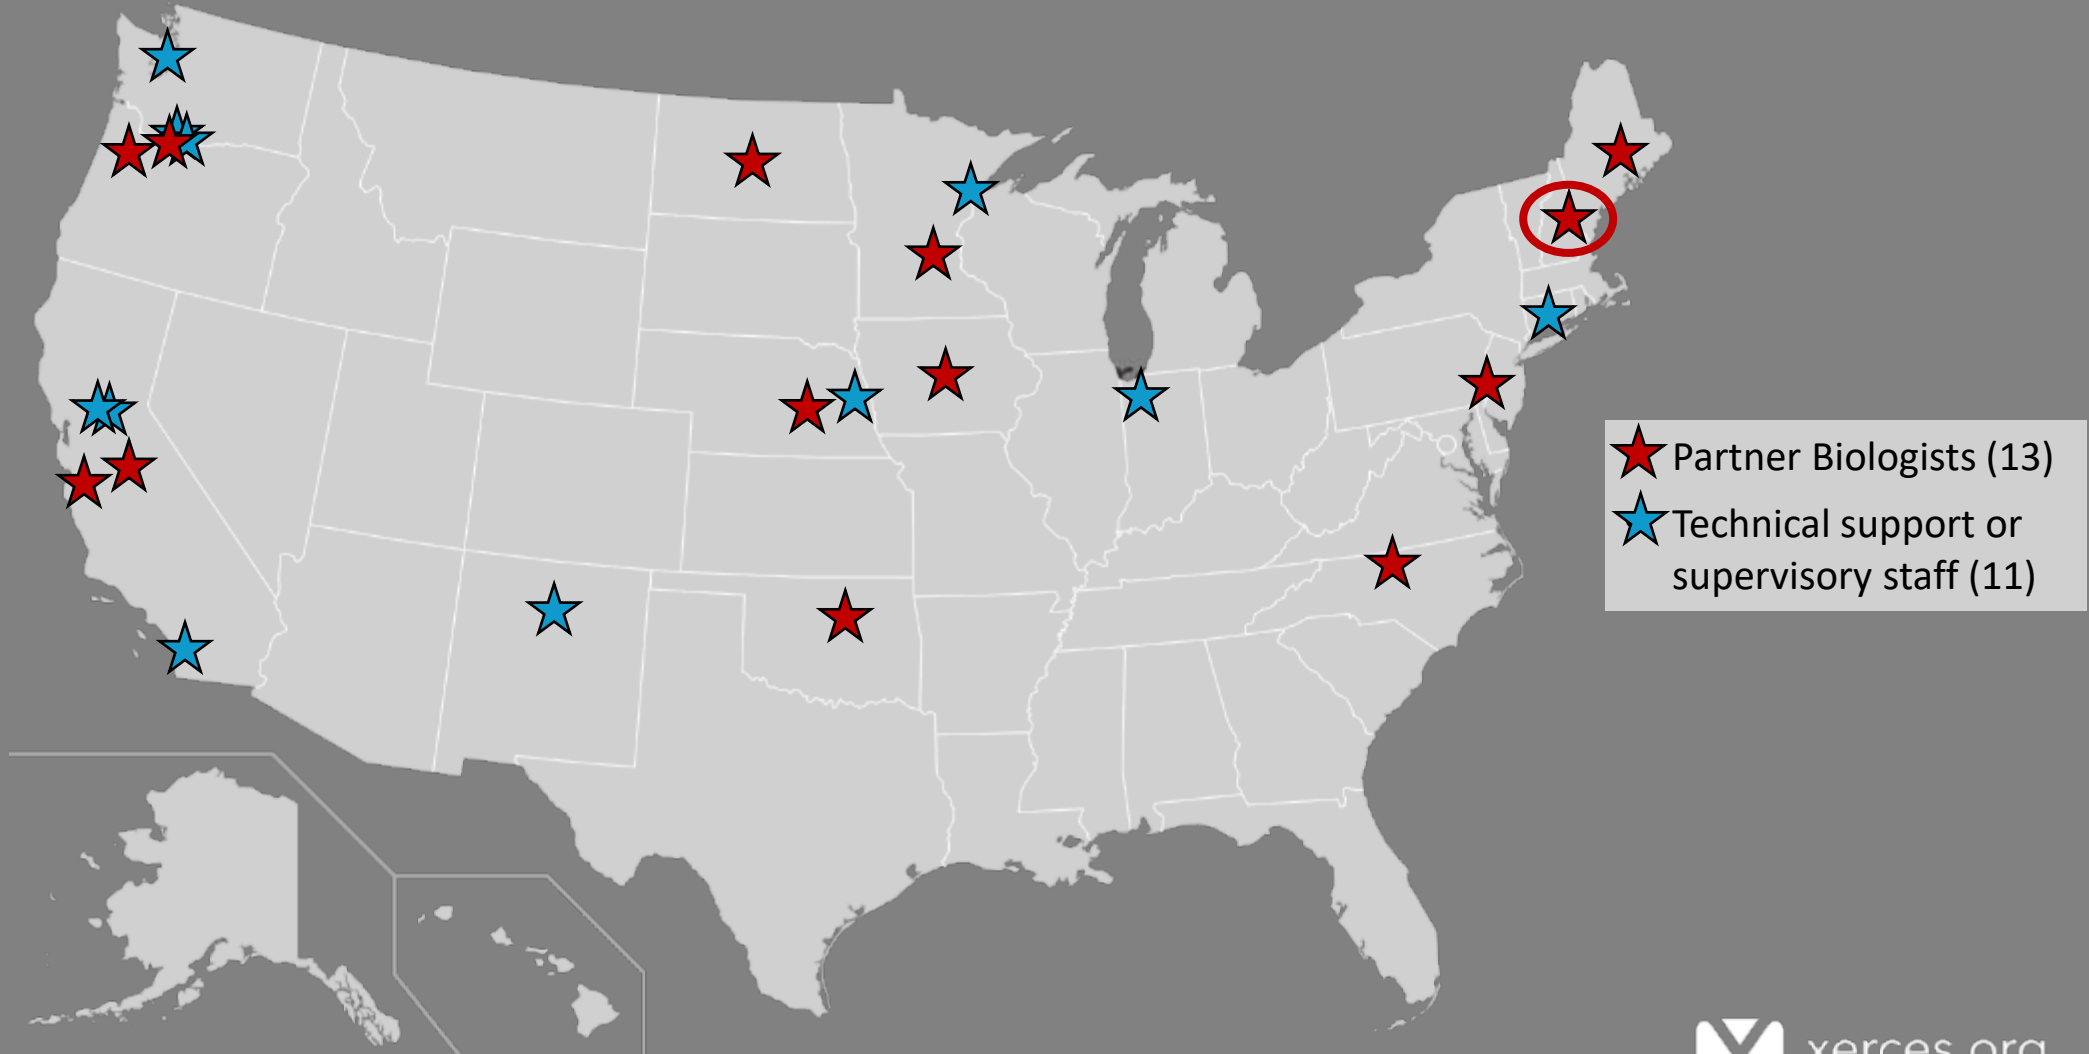 Partner Biologists (13)
Technical support or
supervisory staff (11)
xerces.org